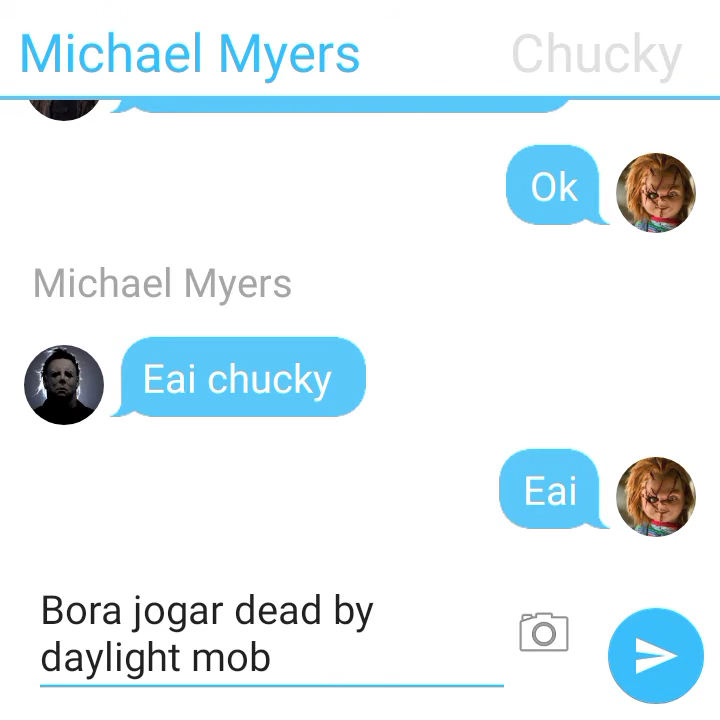 Michael Myers
Chucky
Ok
Michael Myers
Eai chucky
Eai
Bora jogar dead by
daylight mob